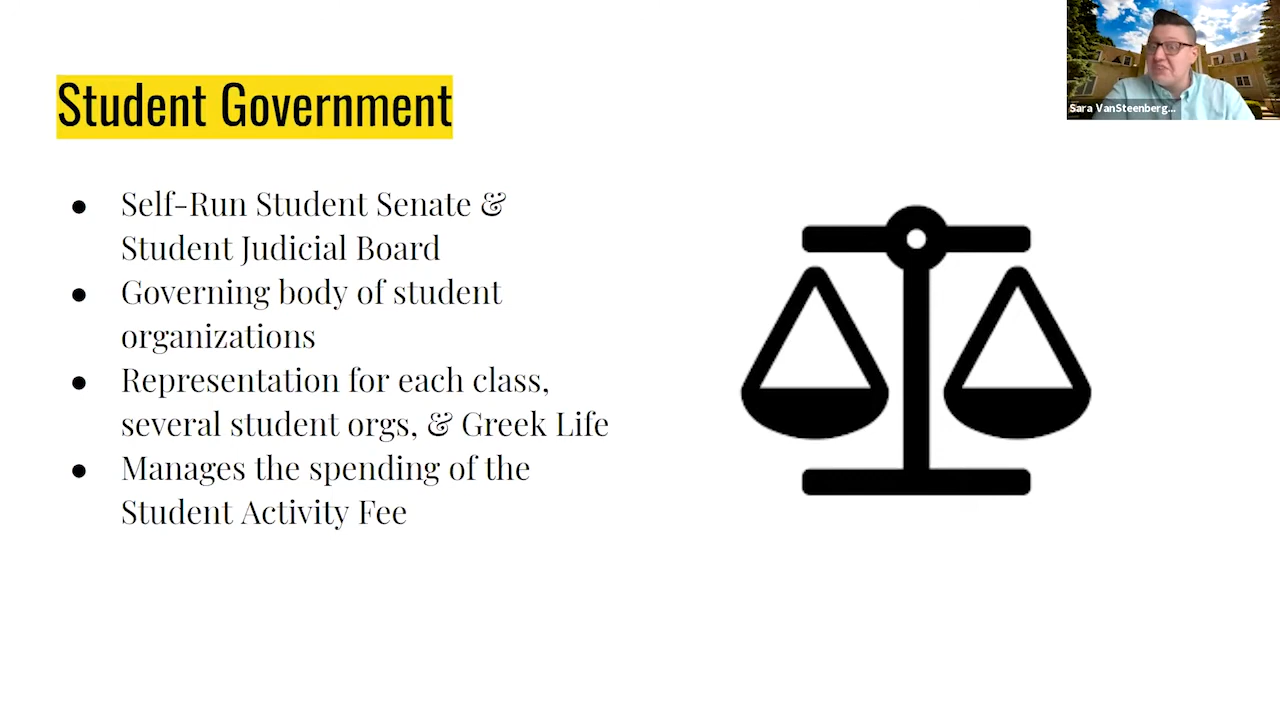 Student Government
Sara VanSteenberg...
● Self-Run Student Senate &
Student Judicial Board
● Governing body of student
organizations
● Representation for each class,
several student orgs, & Greek Life
● Manages the spending of the
Student Activity Fee